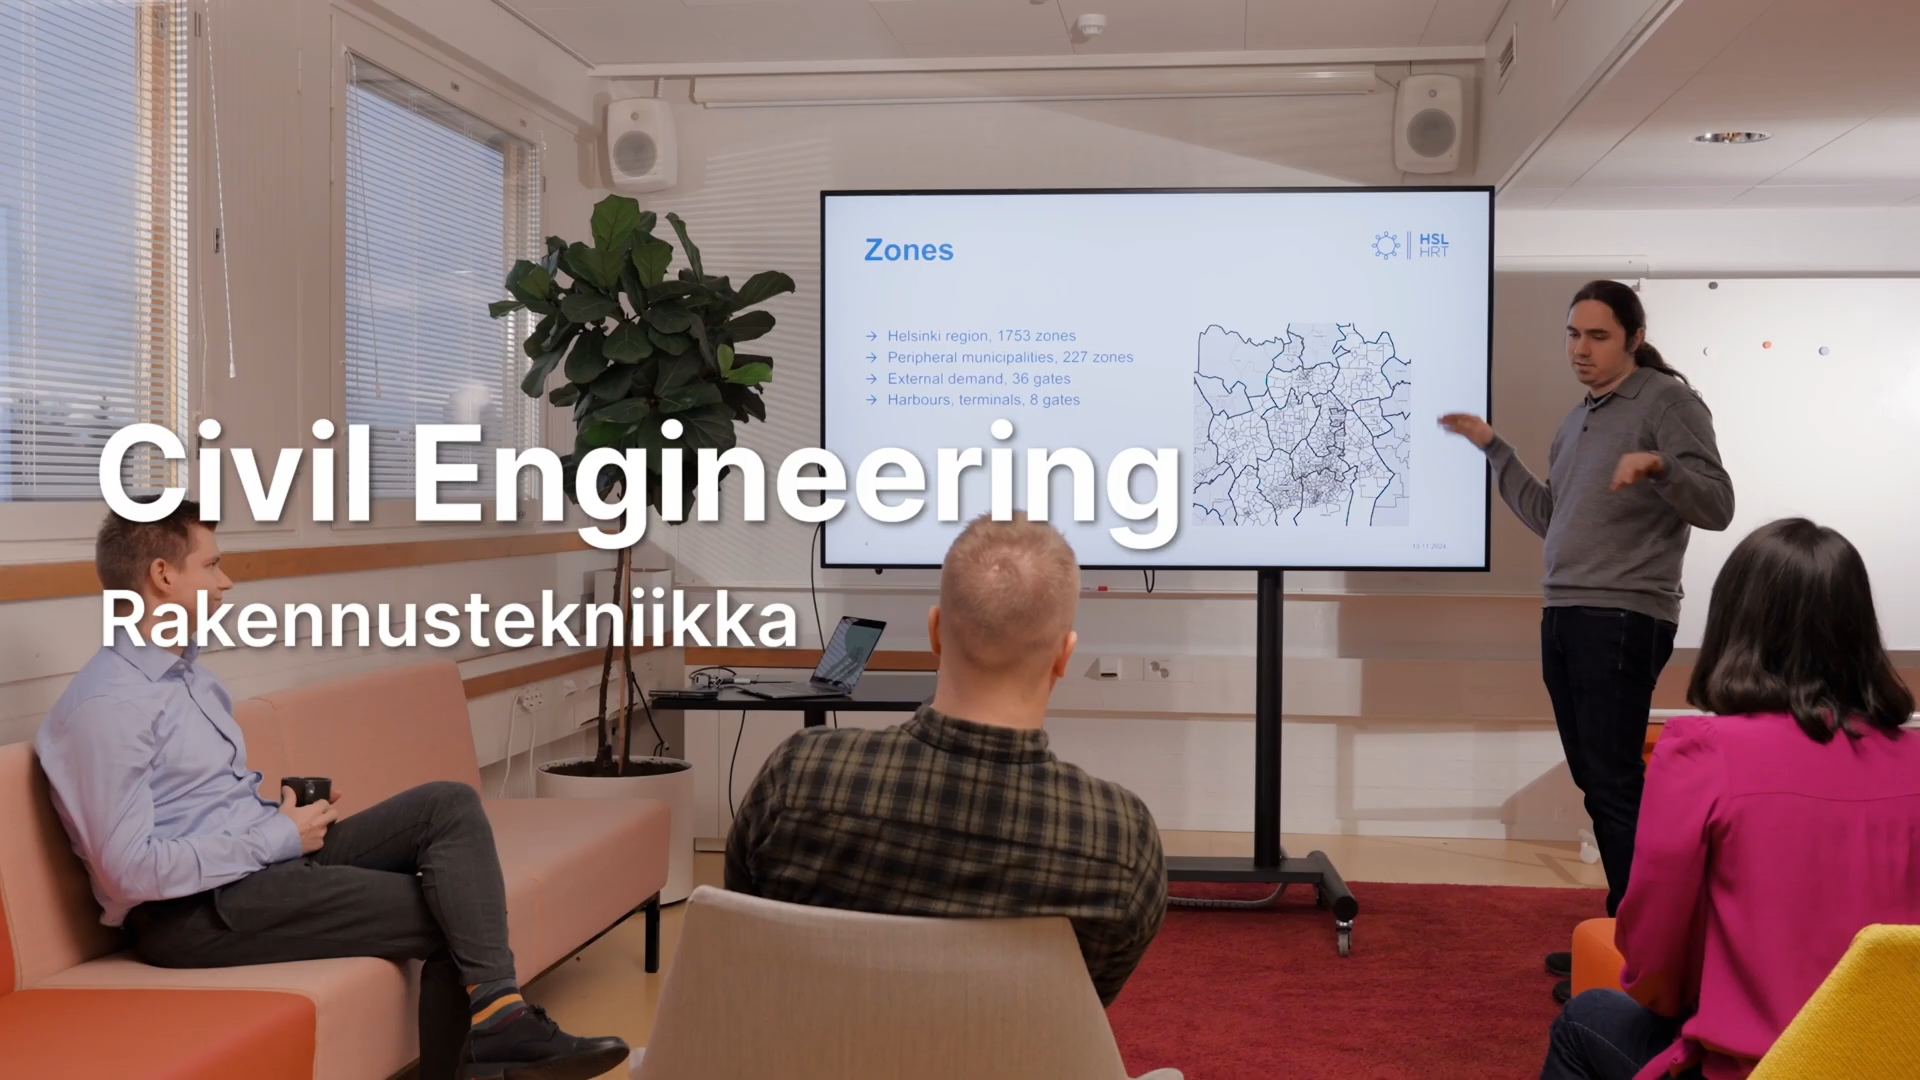 Zones
HSL
HRT
→ Helsinki region, 1753 zones
→ Peripheral municipalities, 227 zones
→ External demand, 36 gates
→ Harbours, terminals, 8 gates
Civil Engineering
Rakennustekniikka